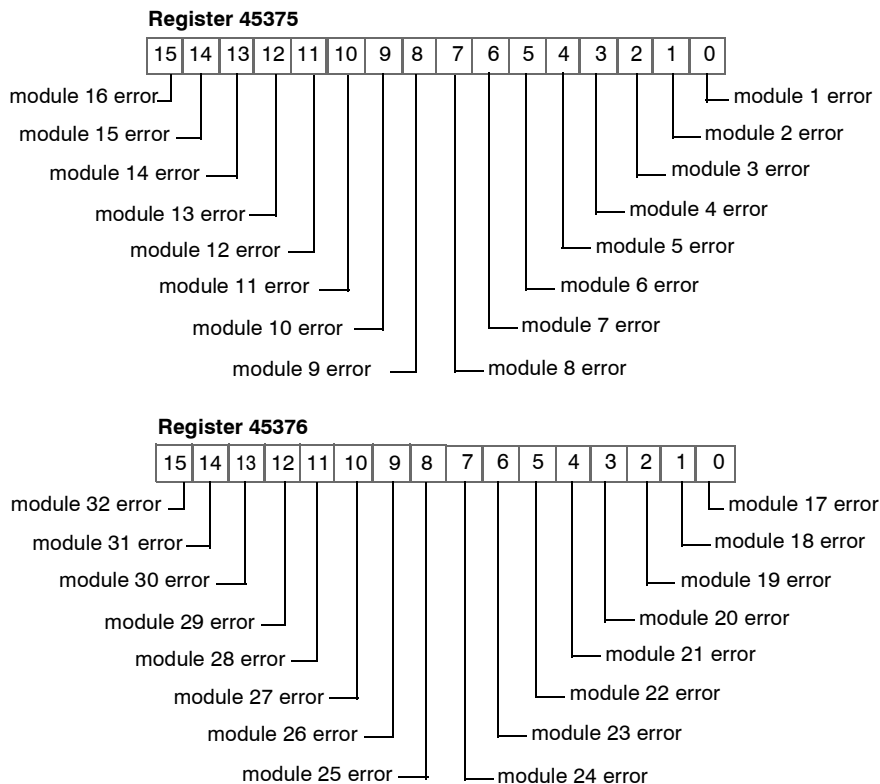 Register 45375
15 14 13 12 11 10 9 8 7 6 5 4 3 2 1 0
module 16 error module 1 error
module 15 error module 2 error
module 14 error module 3 error
module 13 error module 4 error
module 12 error module 5 error
module 11 error module 6 error
module 10 error module 7 error
module 9 error module 8 error
Register 45376
15 14 13 12 11 10 9 8 7 6 5 4 3 2 1 0
module 32 error module 17 error
module 31 error module 18 error
module 30 error module 19 error
module 29 error module 20 error
module 28 error module 21 error
module 27 error module 22 error
module 26 error module 23 error
module 25 error module 24 error